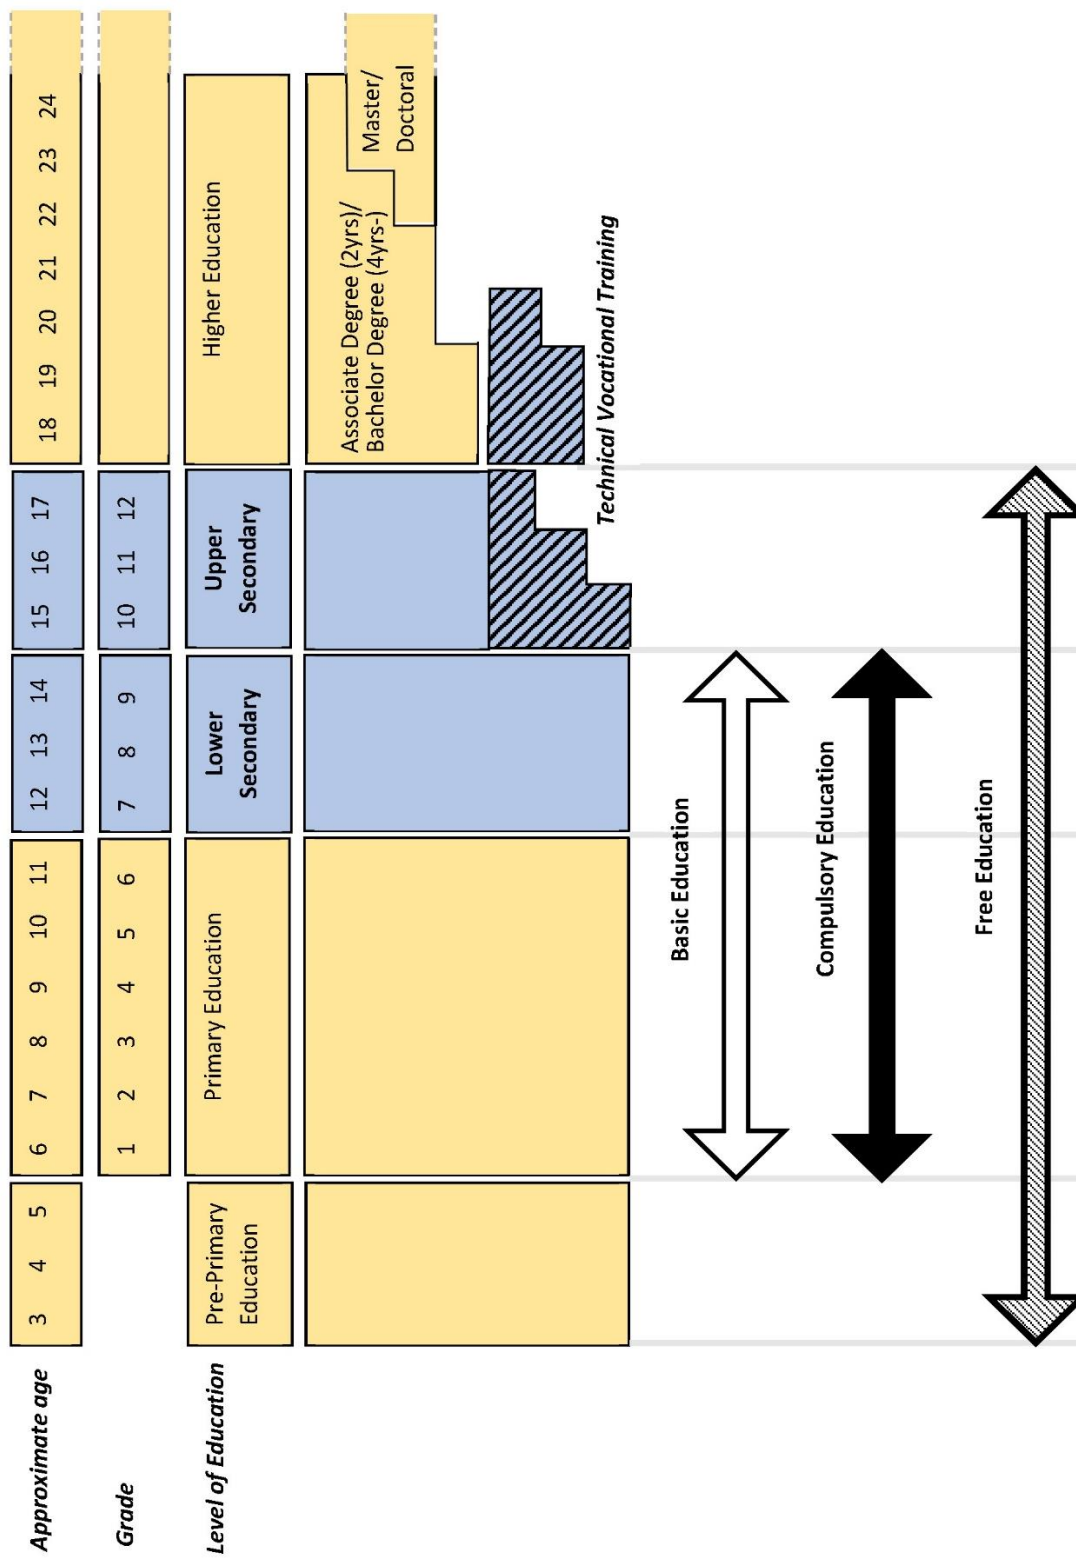 Approximate age
3 4 5 6 7 8 9 10 11 12 13 14 15 16 17 18 19 20 21 22 23 24
Grade
1 2 3 4 5 6 7 8 9 10 11 12
Level of Education
Pre-Primary
Education
Primary Education
Lower
Secondary
Upper
Secondary
Higher Education
Associate Degree (2yrs)/
Bachelor Degree (4yrs-)
Master/
Doctoral
Technical Vocational Training
Basic Education
Compulsory Education
Free Education